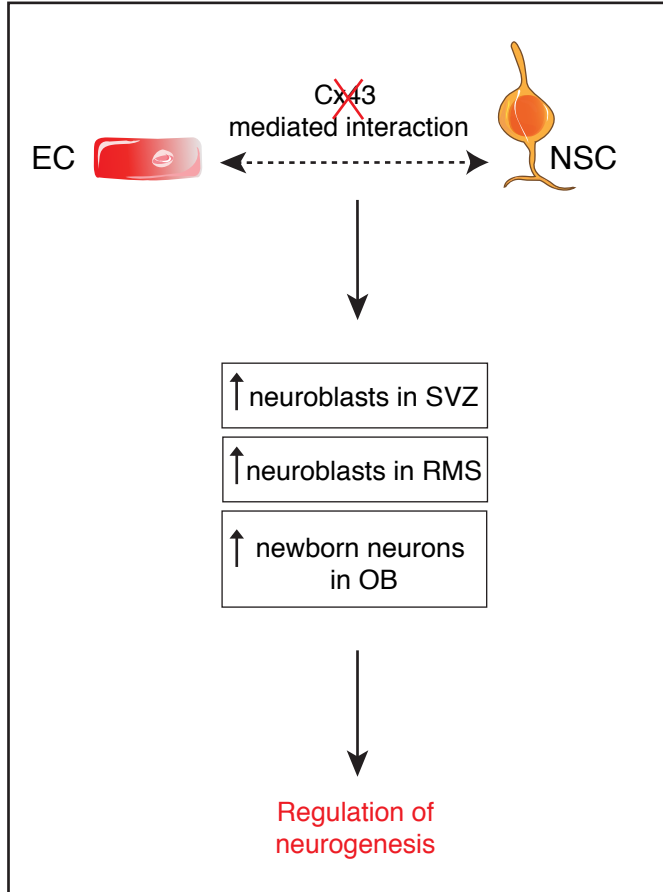 Cx43
mediated interaction
EC
NSC
↑ neuroblasts in SVZ
↑ neuroblasts in RMS
↑ newborn neurons
in OB
Regulation of
neurogenesis